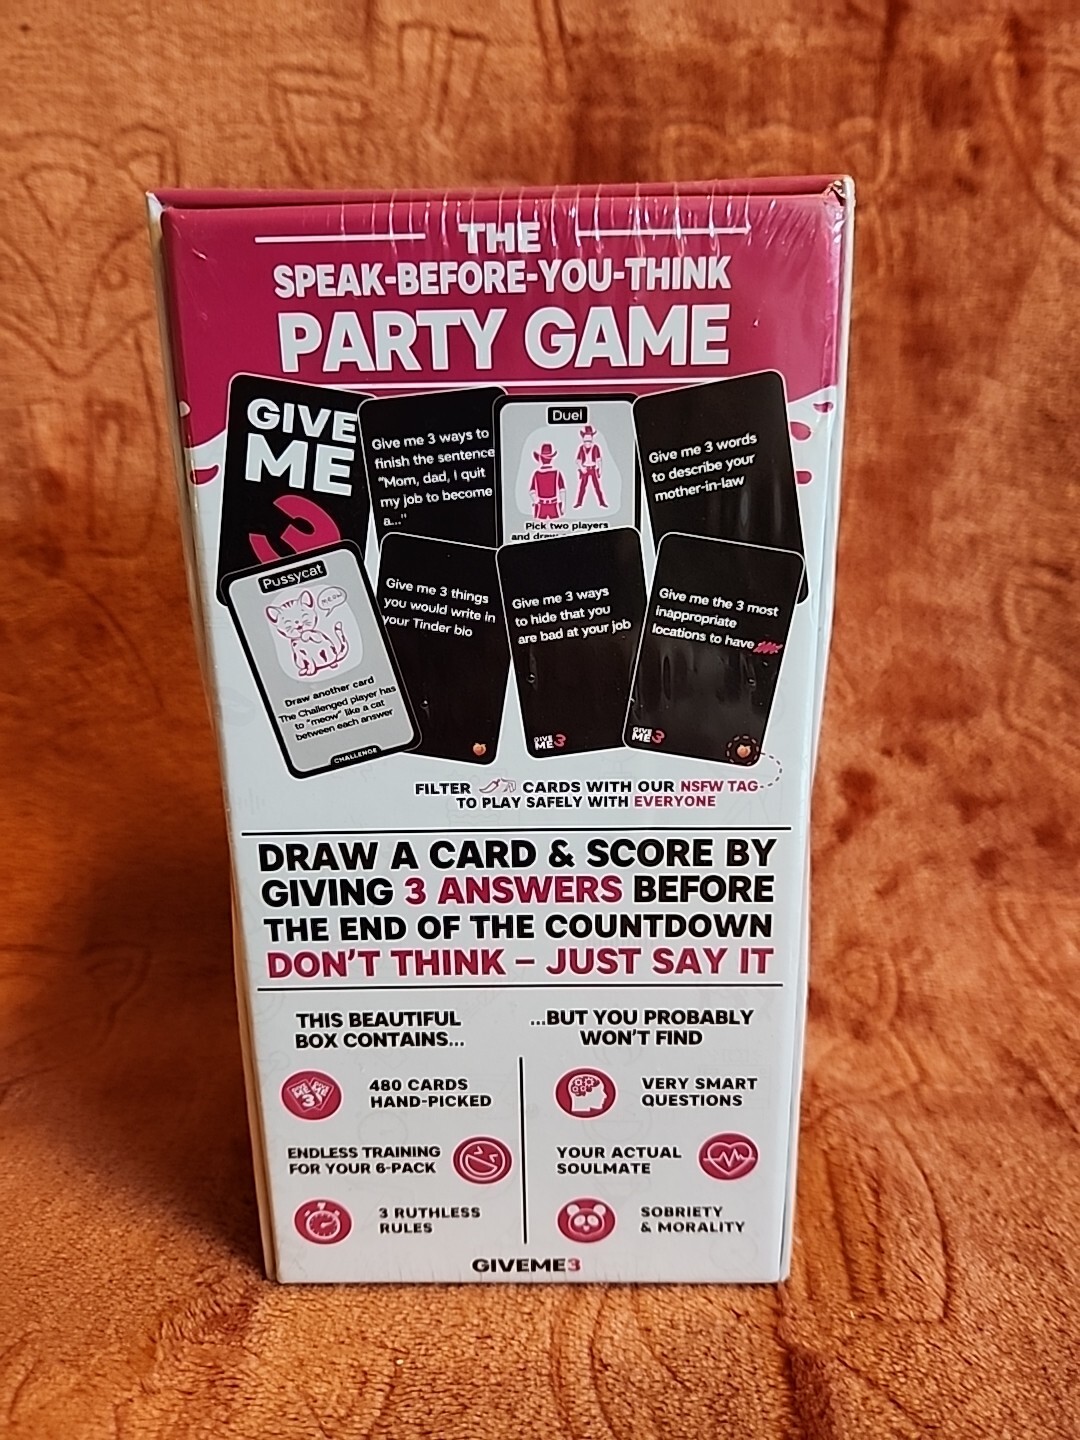 THE
SPEAK-BEFORE-YOU-THINK
PARTY GAME
GIVE
ME
3
Give me 3 ways to
finish the sentence
"Mom, dad, I quit
my job to become
a..."
Duel
Pick two players
and draw
Give me 3 words
to describe your
mother-in-law
Pussycat
meow
Draw another card
The Challenged player has
to "meow" like a cat
between each answer
CHALLENGE
Give me 3 things
you would write in
your Tinder bio
Give me 3 ways
to hide that you
are bad at your job
GIVE
ME3
Give me the 3 most
inappropriate
locations to have
GIVE
ME3
FILTER CARDS WITH OUR NSFW TAG
TO PLAY SAFELY WITH EVERYONE
DRAW A CARD & SCORE BY
GIVING 3 ANSWERS BEFORE
THE END OF THE COUNTDOWN
DON'T THINK – JUST SAY IT
THIS BEAUTIFUL
BOX CONTAINS...
480 CARDS
HAND-PICKED
ENDLESS TRAINING
FOR YOUR 6-PACK
3 RUTHLESS
RULES
...BUT YOU PROBABLY
WON'T FIND
VERY SMART
QUESTIONS
YOUR ACTUAL
SOULMATE
SOBRIETY
& MORALITY
GIVEME3